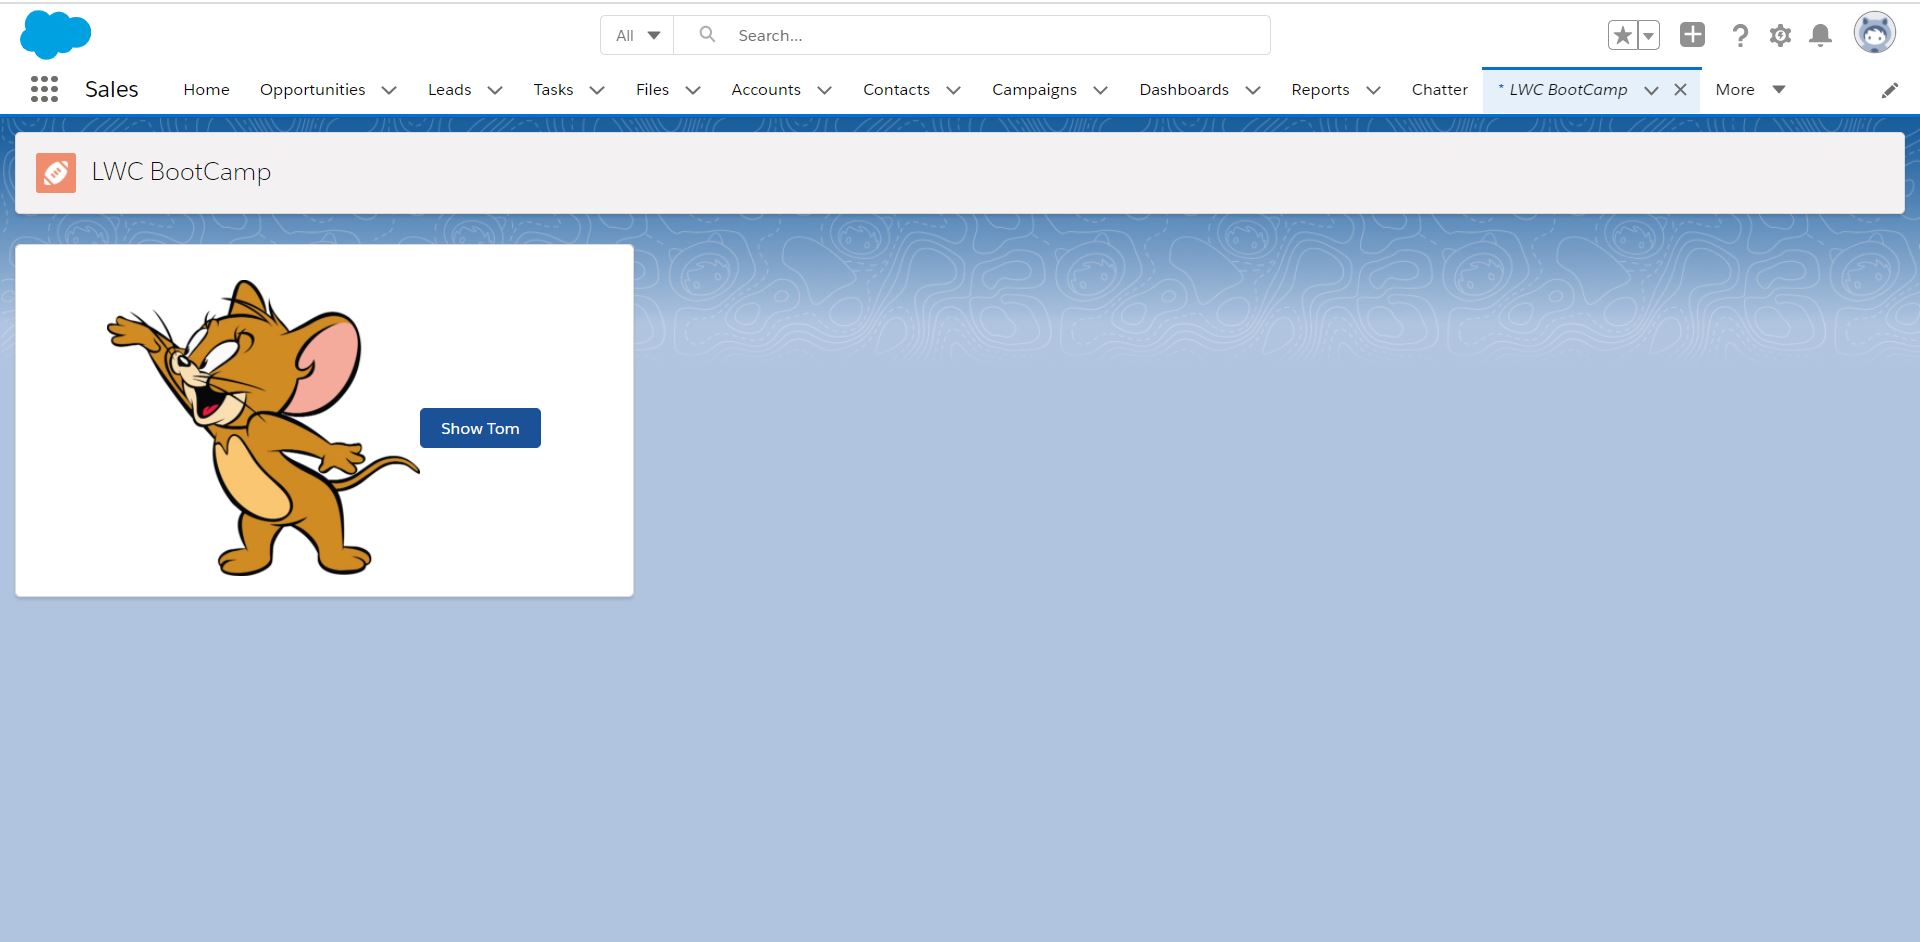 All Search...
Sales Home Opportunities Leads Tasks Files Accounts Contacts Campaigns Dashboards Reports Chatter * LWC BootCamp More
LWC BootCamp
Show Tom